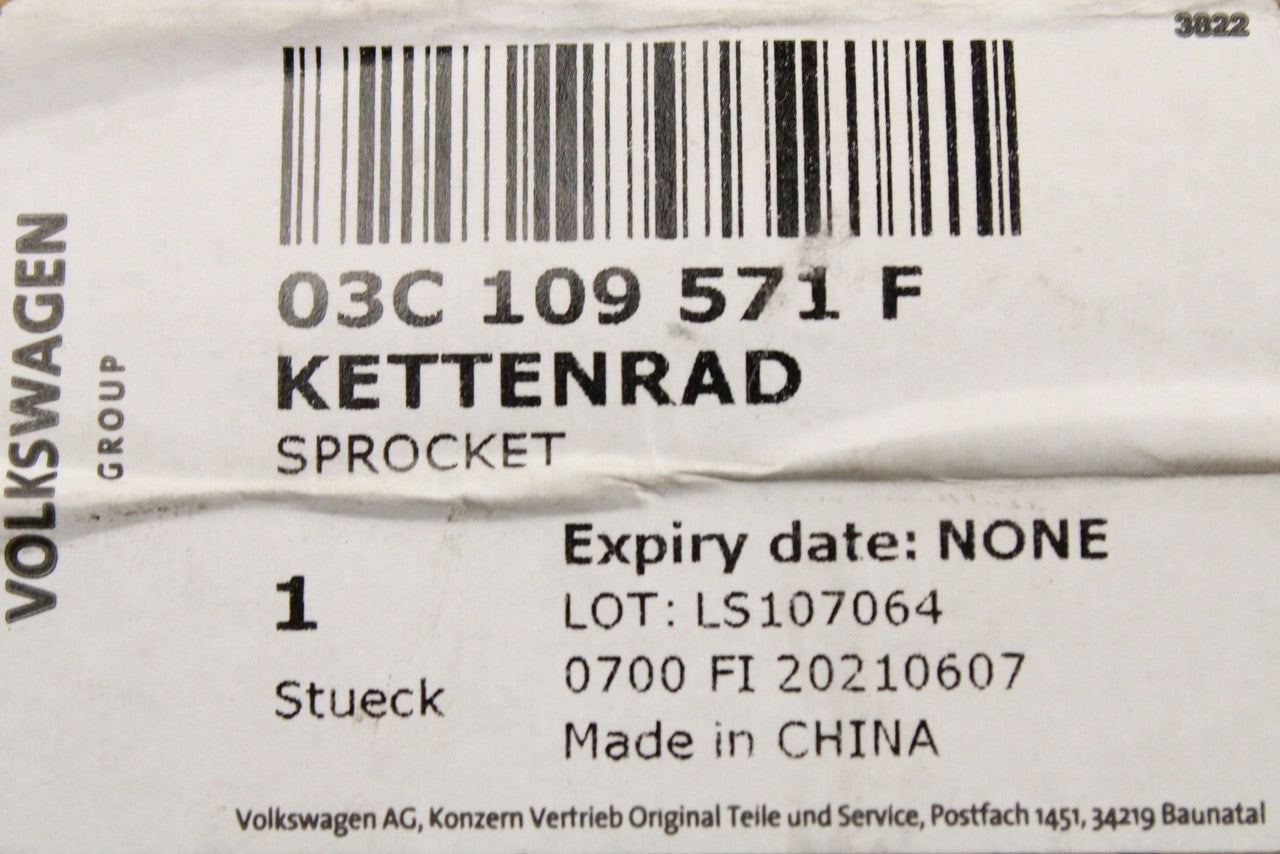 3822
VOLKSWAGEN
GROUP
03C 109 571 F
KETTENRAD
SPROCKET
1
Stueck
Expiry date: NONE
LOT: LS107064
0700 FI 20210607
Made in CHINA
Volkswagen AG, Konzern Vertrieb Original Teile und Service, Postfach 1451, 34219 Baunatal